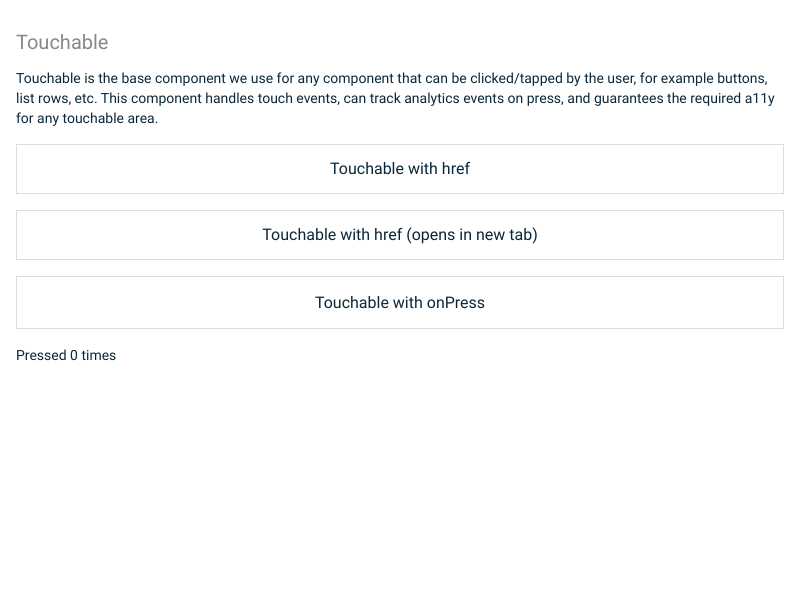 Touchable
Touchable is the base component we use for any component that can be clicked/tapped by the user, for example buttons,
list rows, etc. This component handles touch events, can track analytics events on press, and guarantees the required a11y
for any touchable area.
Touchable with href
Touchable with href (opens in new tab)
Touchable with onPress
Pressed 0 times